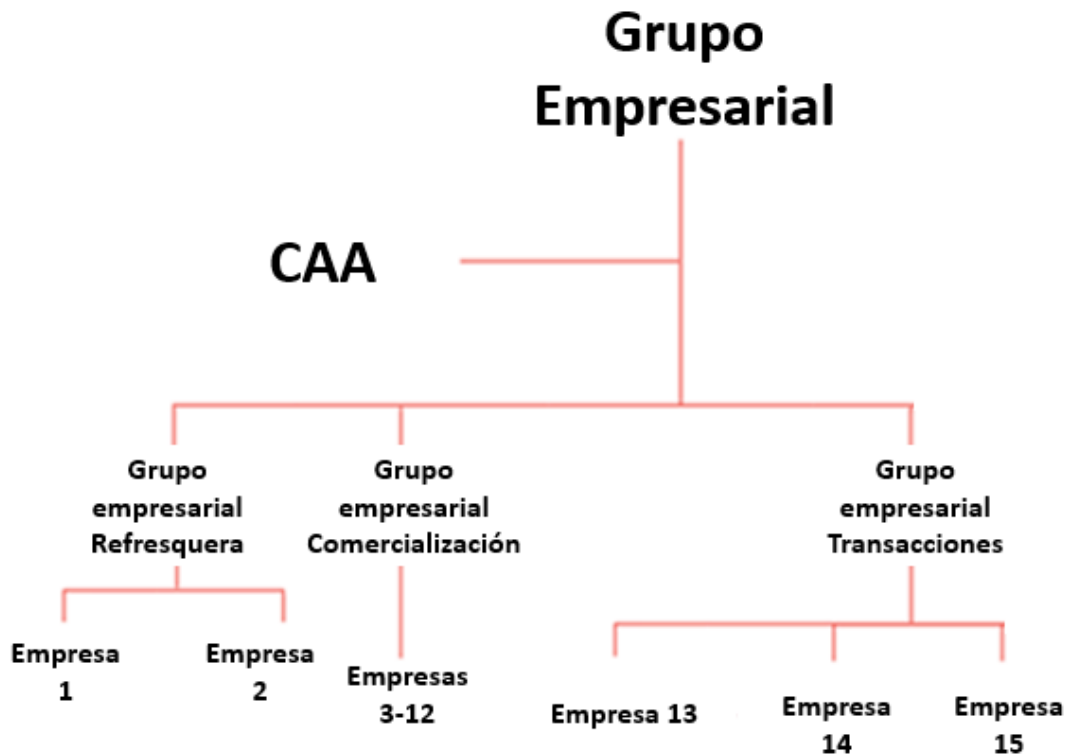 Grupo
Empresarial
CAA
Grupo
empresarial
Refresquera
Grupo
empresarial
Comercialización
Grupo
empresarial
Transacciones
Empresa
1
Empresa
2
Empresas
3-12
Empresa 13
Empresa
14
Empresa
15